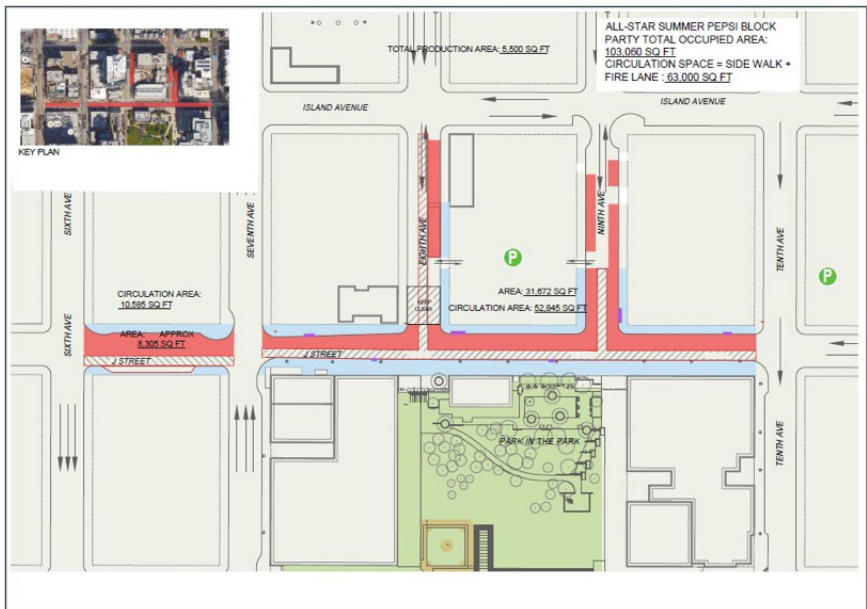 ALL-STAR SUMMER PEPSI BLOCK
PARTY TOTAL OCCUPIED AREA:
103,060 SQ FT
CIRCULATION SPACE = SIDE WALK +
FIRE LANE : 63,000 SQ FT
TOTAL PRODUCTION AREA: 5,500 SQ FT
ISLAND AVENUE
ISLAND AVENUE
KEY PLAN
SIXTH AVE
SEVENTH AVE
EIGHTH AVE
NINTH AVE
TENTH AVE
P
P
CIRCULATION AREA:
10,585 SQ FT
AREA: 31,672 SQ FT
KEEP
CLEAR
CIRCULATION AREA: 52,845 SQ FT
AREA: APPROX
8,305 SQ FT
SIXTH AVE
J STREET
J STREET
PARK IN THE PARK
TENTH AVE